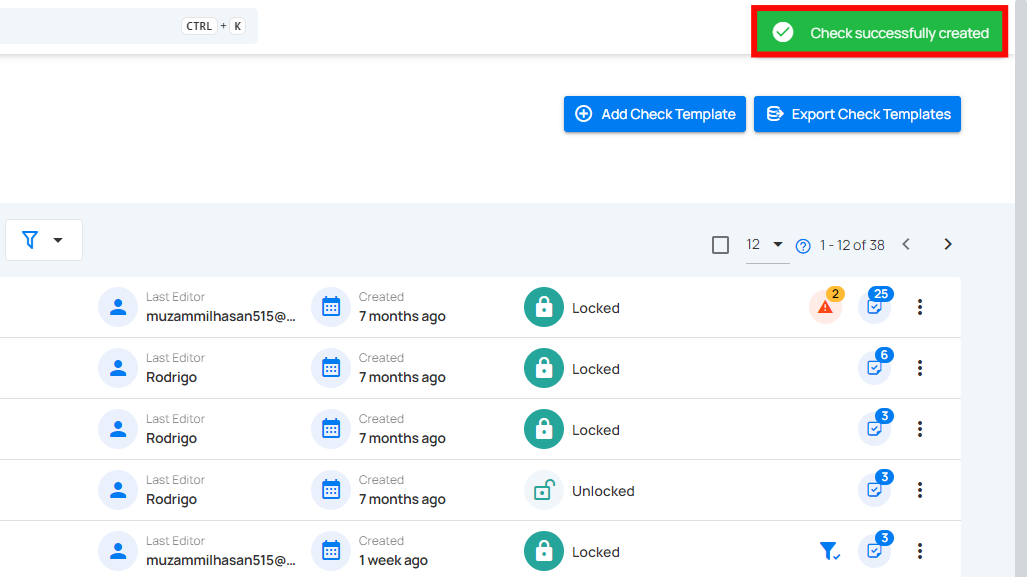 CTRL + K
Check successfully created
Add Check Template
Export Check Templates
12
1 - 12 of 38
Last Editor
muzammilhasan515@...
Created
7 months ago
Locked
2
25
Last Editor
Rodrigo
Created
7 months ago
Locked
6
Last Editor
Rodrigo
Created
7 months ago
Locked
3
Last Editor
Rodrigo
Created
7 months ago
Unlocked
3
Last Editor
muzammilhasan515@...
Created
1 week ago
Locked
3